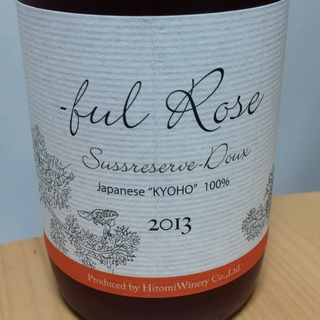 -ful Rose
Sussreserve-Doux
Japanese "KYOHO" 100%
2013
Produced by HitomiWinery Co.,Ltd